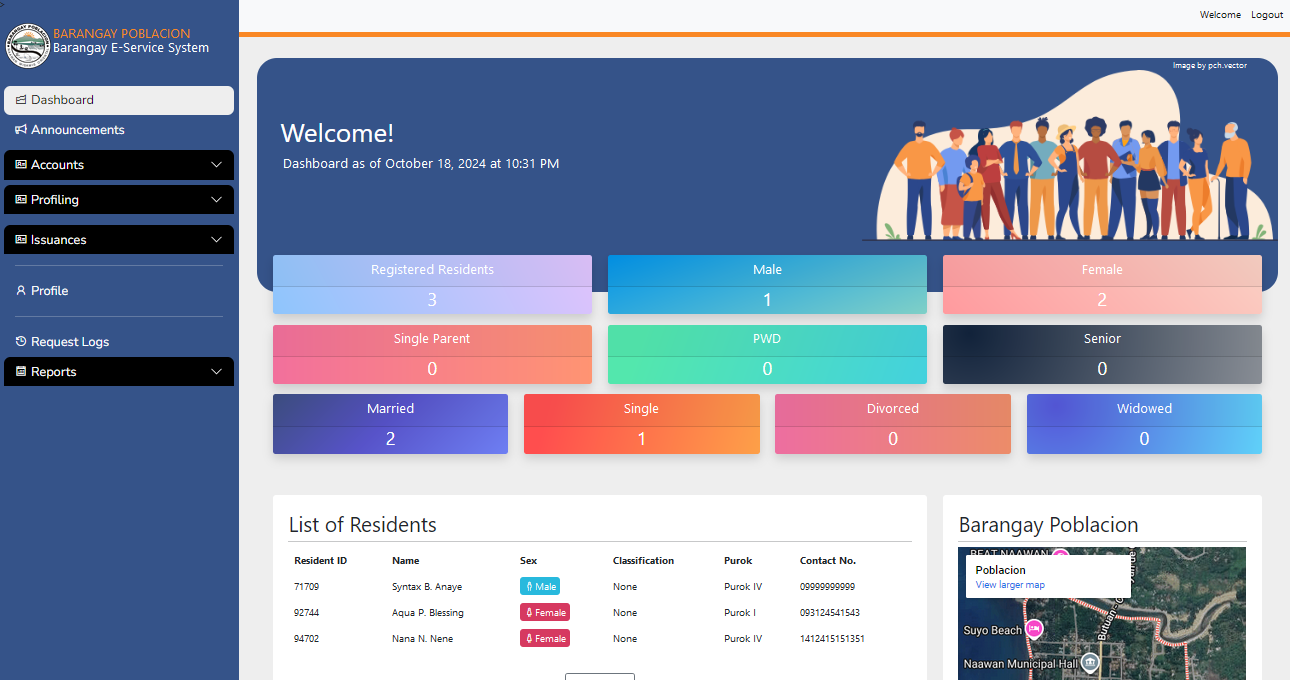 >
Welcome Logout
BARANGAY POBLACION
Barangay E-Service System
Dashboard
Announcements
Accounts
Profiling
Issuances
Profile
Request Logs
Reports
Image by pch.vector
Welcome!
Dashboard as of October 18, 2024 at 10:31 PM
Registered Residents
3
Male
1
Female
2
Single Parent
0
PWD
0
Senior
0
Married
2
Single
1
Divorced
0
Widowed
0
List of Residents
Resident ID Name Sex Classification Purok Contact No.
71709 Syntax B. Anaye Male None Purok IV 09999999999
92744 Aqua P. Blessing Female None Purok I 093124541543
94702 Nana N. Nene Female None Purok IV 1412415151351
Barangay Poblacion
BEAT NAAWAN
Poblacion
View larger map
Butuan -
Suyo Beach
Naawan Municipal Hall